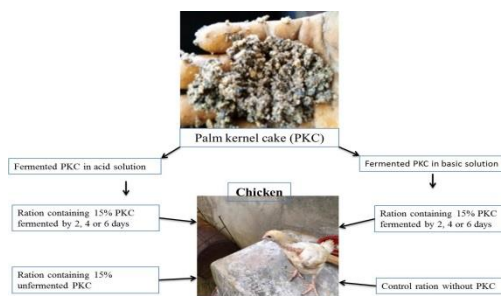 Palm kernel cake (PKC)
Fermented PKC in acid solution
Fermented PKC in basic solution
Chicken
Ration containing 15% PKC
fermented by 2, 4 or 6 days
Ration containing 15% PKC
fermented by 2, 4 or 6 days
Ration containing 15%
unfermented PKC
Control ration without PKC